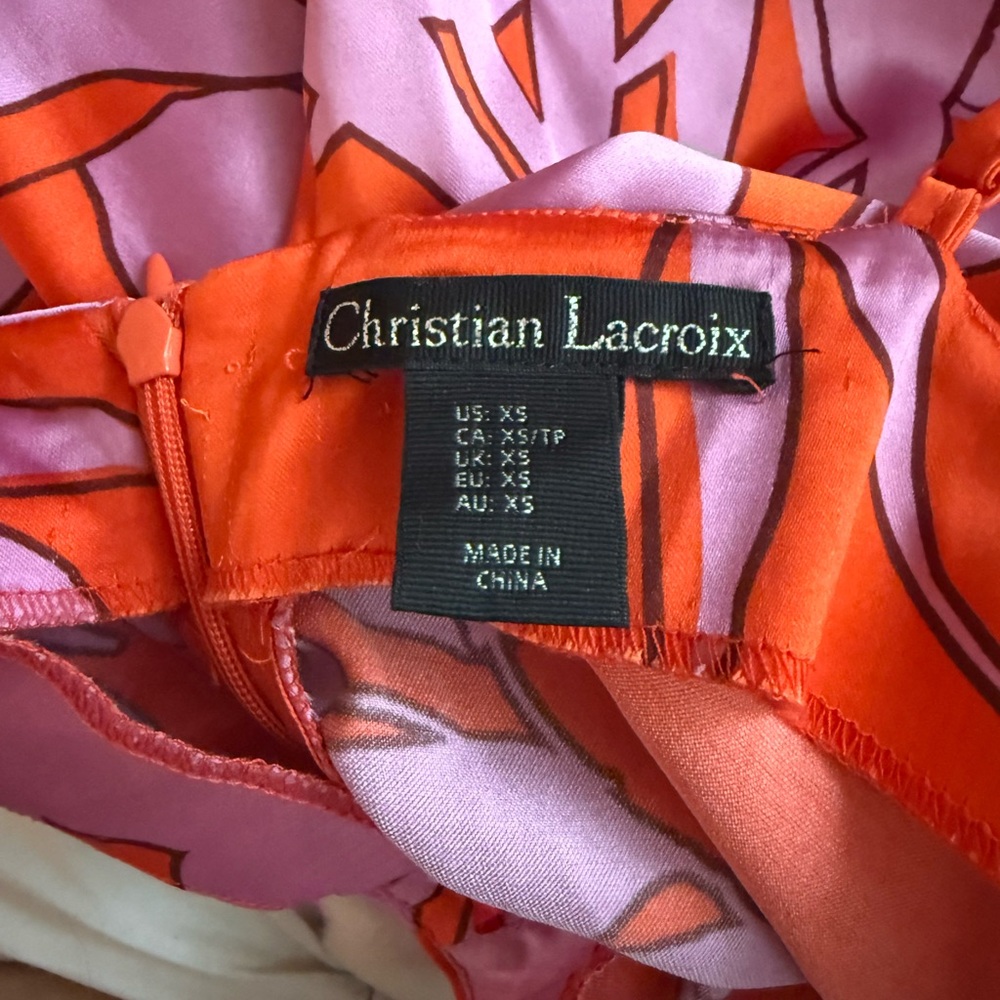 Christian Lacroix
US: XS
CA: XS/TP
UK: XS
EU: XS
AU: XS
MADE IN
CHINA